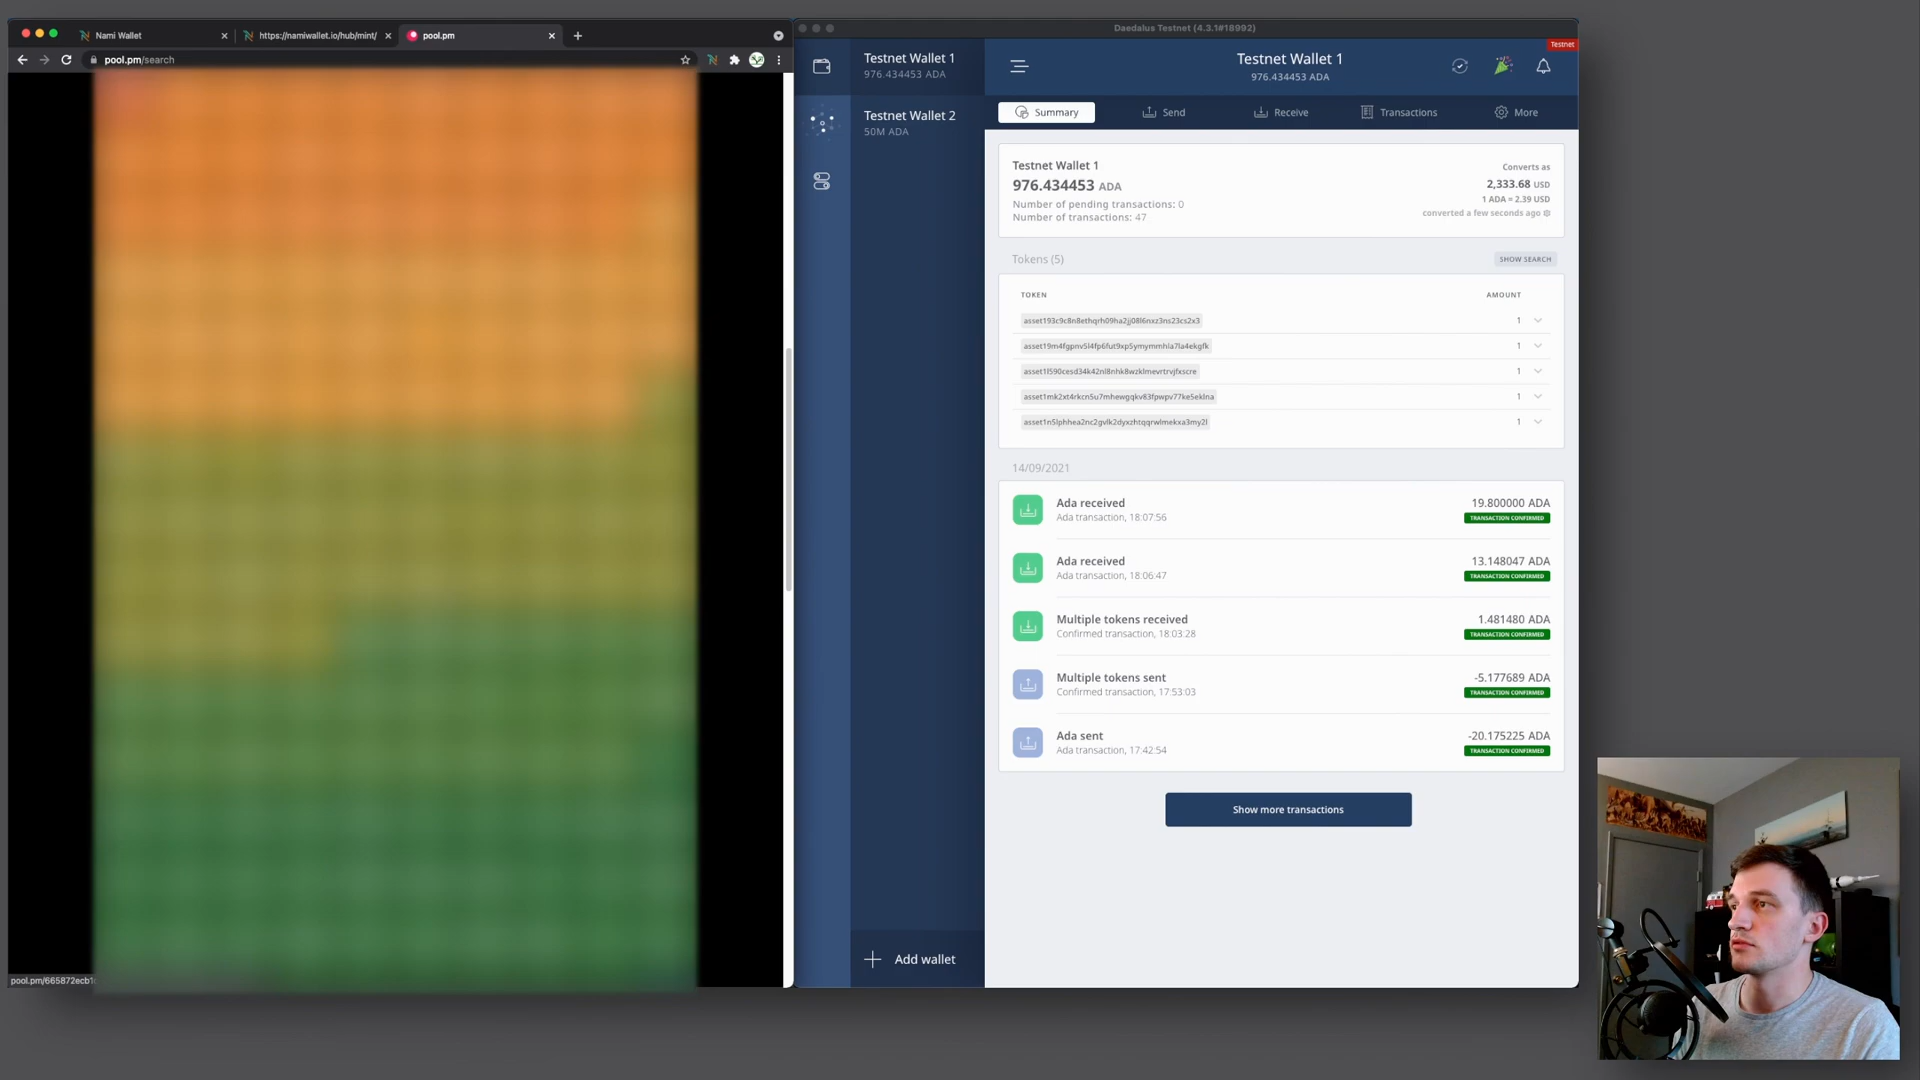 Nami Wallet
https://namiwallet.io/hub/mint/
pool.pm
pool.pm/search
pool.pm/665872ecb1
Daedalus Testnet (4.3.1#18992)
Testnet
Testnet Wallet 1
976.434453 ADA
Testnet Wallet 2
50M ADA
Add wallet
Testnet Wallet 1
976.434453 ADA
Summary
Send
Receive
Transactions
More
Testnet Wallet 1
976.434453 ADA
Number of pending transactions: 0
Number of transactions: 47
Converts as
2,333.68 USD
1 ADA = 2.39 USD
converted a few seconds ago
Tokens (5)
SHOW SEARCH
TOKEN
AMOUNT
asset193c9c8n8ethqrh09ha2jj08l6nxz3ns23cs2x3
1
asset19m4fgpnv5l4fp6fut9xp5ymymmhla7la4ekgfk
1
asset1l590cesd34k42nl8nhk8wzklmevrtrvjfxscre
1
asset1mk2xt4rkcn5u7mhewgqkv83fpwpv77ke5eklna
1
asset1n5lphhea2nc2gvlk2dyxzhtqqrwlmekxa3my2l
1
14/09/2021
Ada received
Ada transaction, 18:07:56
19.800000 ADA
TRANSACTION CONFIRMED
Ada received
Ada transaction, 18:06:47
13.148047 ADA
TRANSACTION CONFIRMED
Multiple tokens received
Confirmed transaction, 18:03:28
1.481480 ADA
TRANSACTION CONFIRMED
Multiple tokens sent
Confirmed transaction, 17:53:03
-5.177689 ADA
TRANSACTION CONFIRMED
Ada sent
Ada transaction, 17:42:54
-20.175225 ADA
TRANSACTION CONFIRMED
Show more transactions